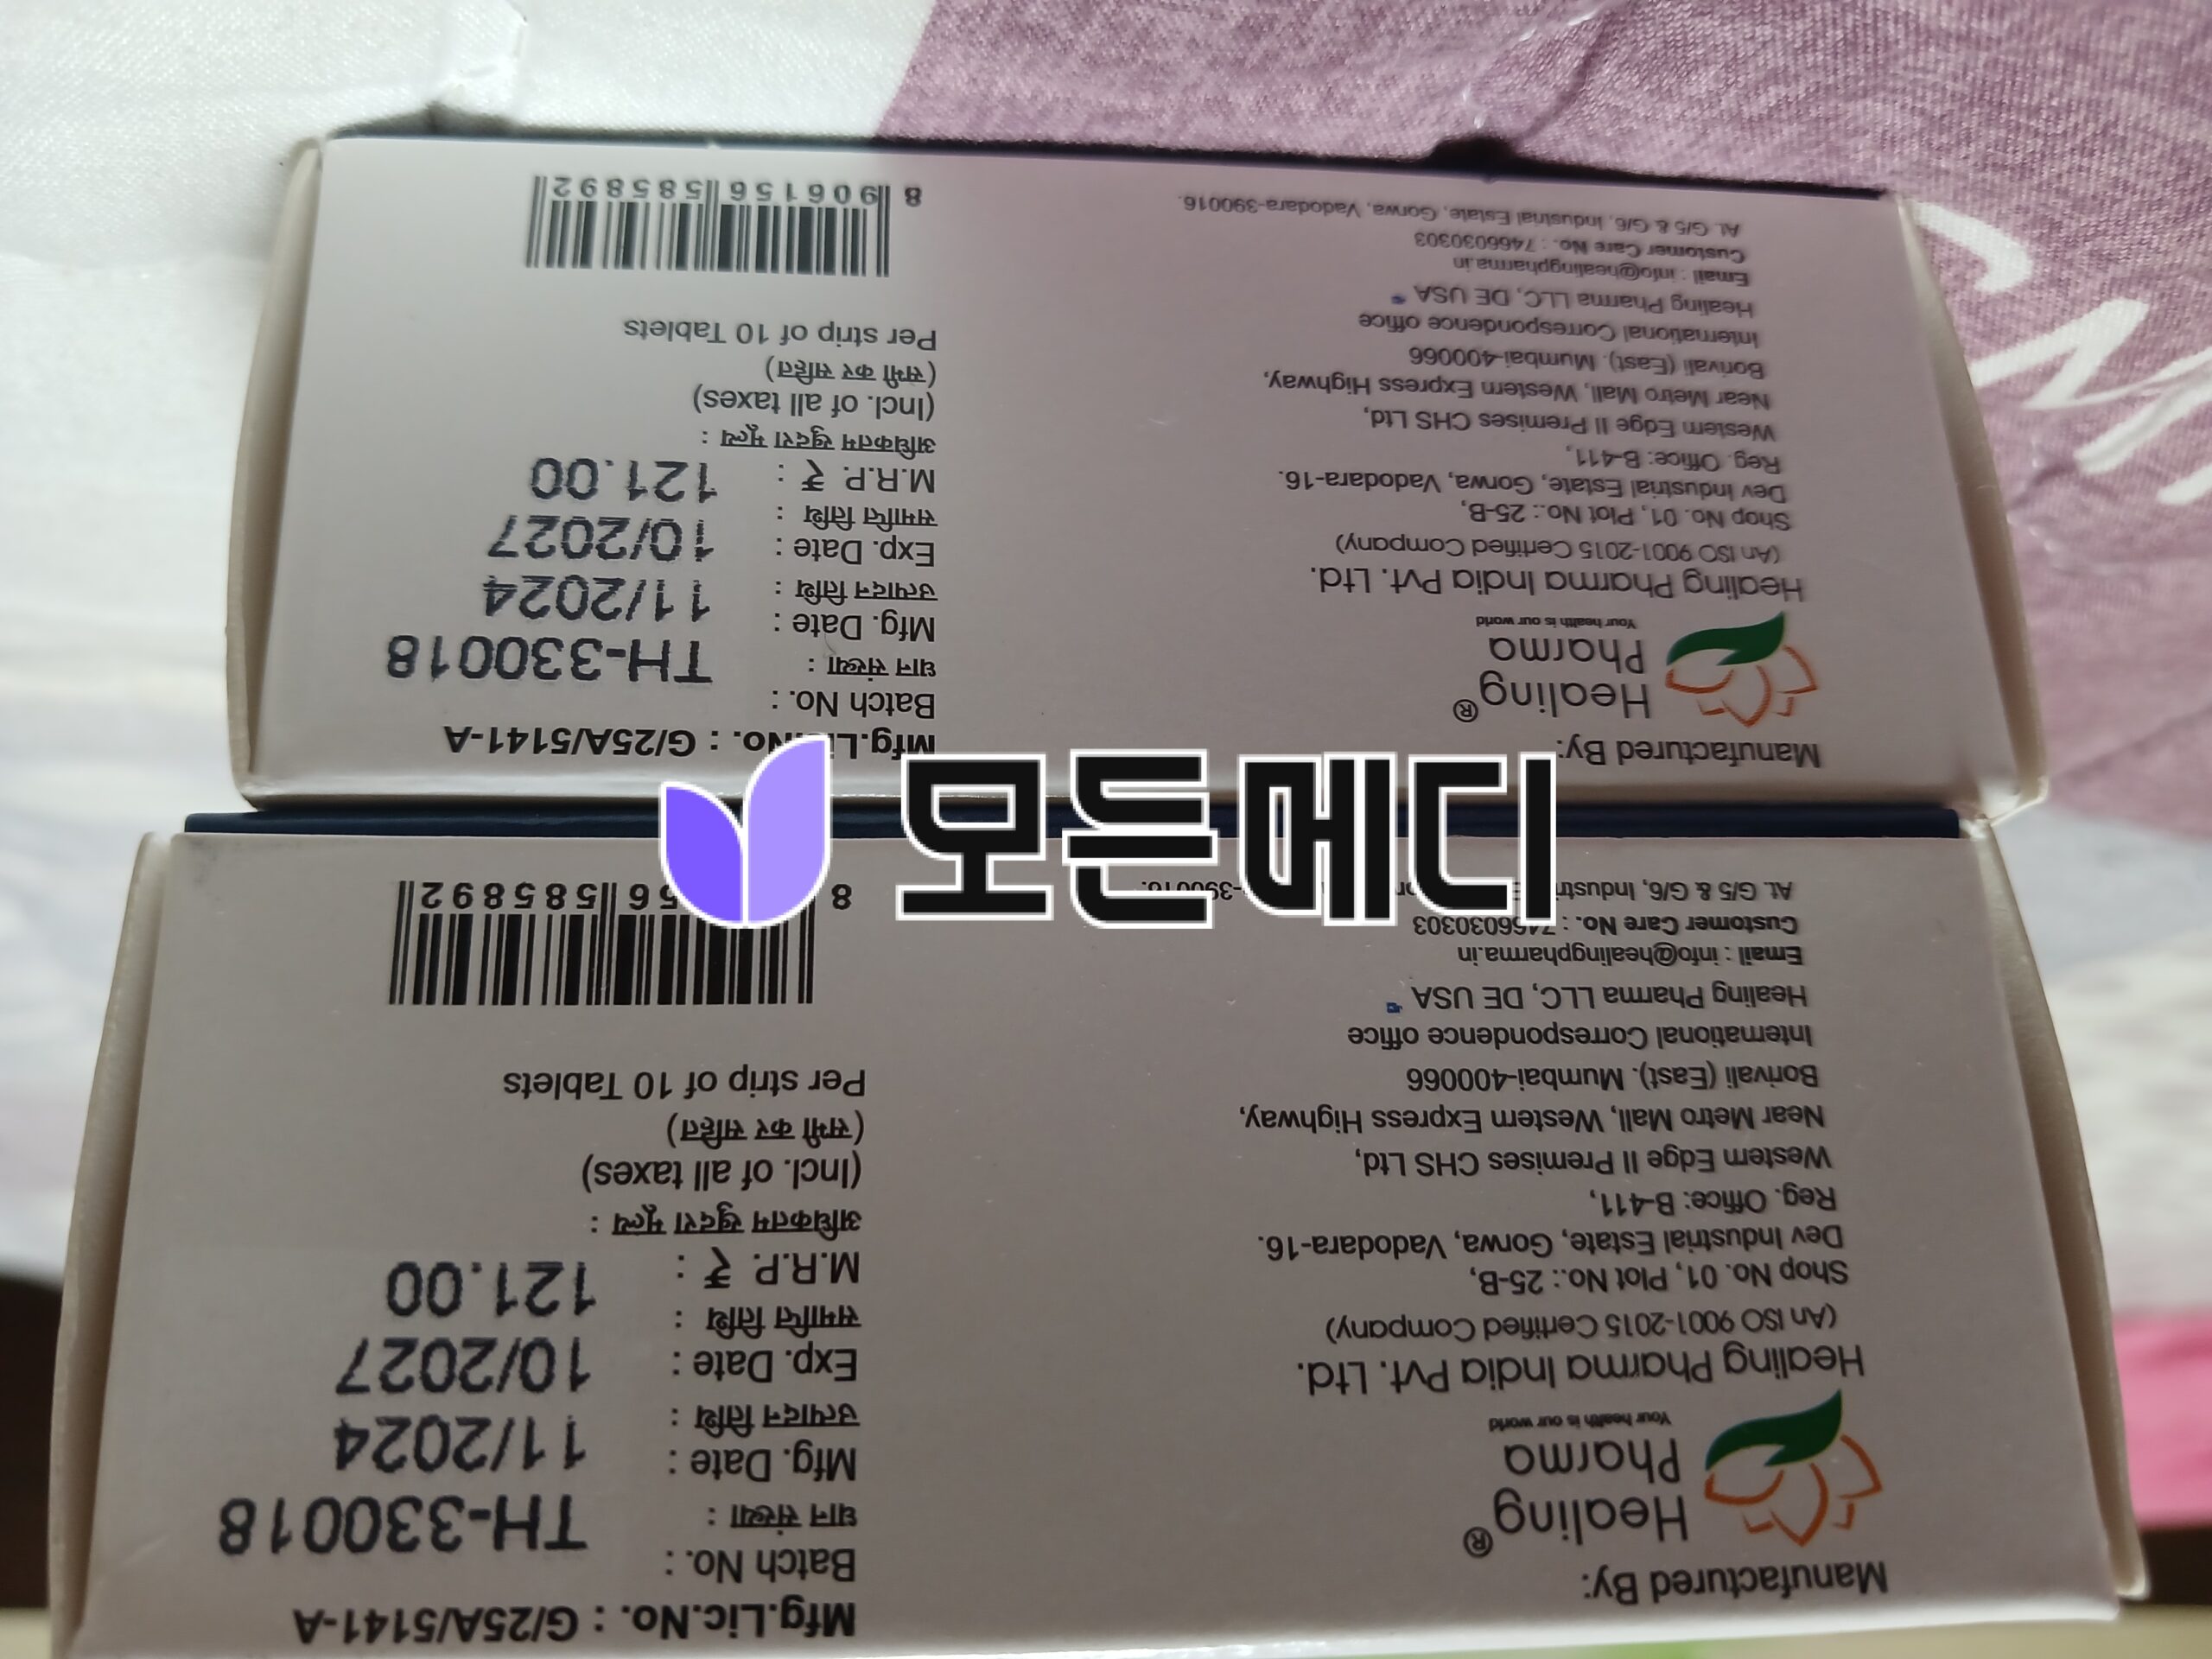 Manufactured By:
Healing®
Pharma
Your health is our world
Healing Pharma India Pvt. Ltd.
(An ISO 9001-2015 Certified Company)
Shop No. 01, Plot No.: 25-B,
Dev Industrial Estate, Gorwa, Vadodara-16.
Reg. Office: B-411,
Western Edge II Premises CHS Ltd,
Near Metro Mall, Western Express Highway,
Borivali (East). Mumbai-400066
International Correspondence office
Healing Pharma LLC, DE USA
Email : info@healingpharma.in
Customer Care No. : 7466030303
AL G/5 & G/6, Industr
-390016.
Mfg.Lic.No. : G/25A/5141-A
Batch No. :
घान संख्या :
TH-330018
Mfg. Date :
उत्पादन तिथि :
11/2024
Exp. Date :
समाप्ति तिथि :
10/2027
M.R.P. ₹ :
अधिकतम खुदरा मूल्य :
121.00
(Incl. of all taxes)
(सभी कर सहित)
Per strip of 10 Tablets
8 56 585892
모든메디
Manufactured By:
Healing®
Pharma
Your health is our world
Healing Pharma India Pvt. Ltd.
(An ISO 9001-2015 Certified Company)
Shop No. 01, Plot No.: 25-B,
Dev Industrial Estate, Gorwa, Vadodara-16.
Reg. Office: B-411,
Western Edge II Premises CHS Ltd,
Near Metro Mall, Western Express Highway,
Borivali (East). Mumbai-400066
International Correspondence office
Healing Pharma LLC, DE USA
Email : info@healingpharma.in
Customer Care No. : 7466030303
AL G/5 & G/6, Industrial Estate, Gorwa, Vadodara-390016.
Mfg.Lic.No. : G/25A/5141-A
Batch No. :
घान संख्या :
TH-330018
Mfg. Date :
उत्पादन तिथि :
11/2024
Exp. Date :
समाप्ति तिथि :
10/2027
M.R.P. ₹ :
अधिकतम खुदरा मूल्य :
121.00
(Incl. of all taxes)
(सभी कर सहित)
Per strip of 10 Tablets
8 906156 585892